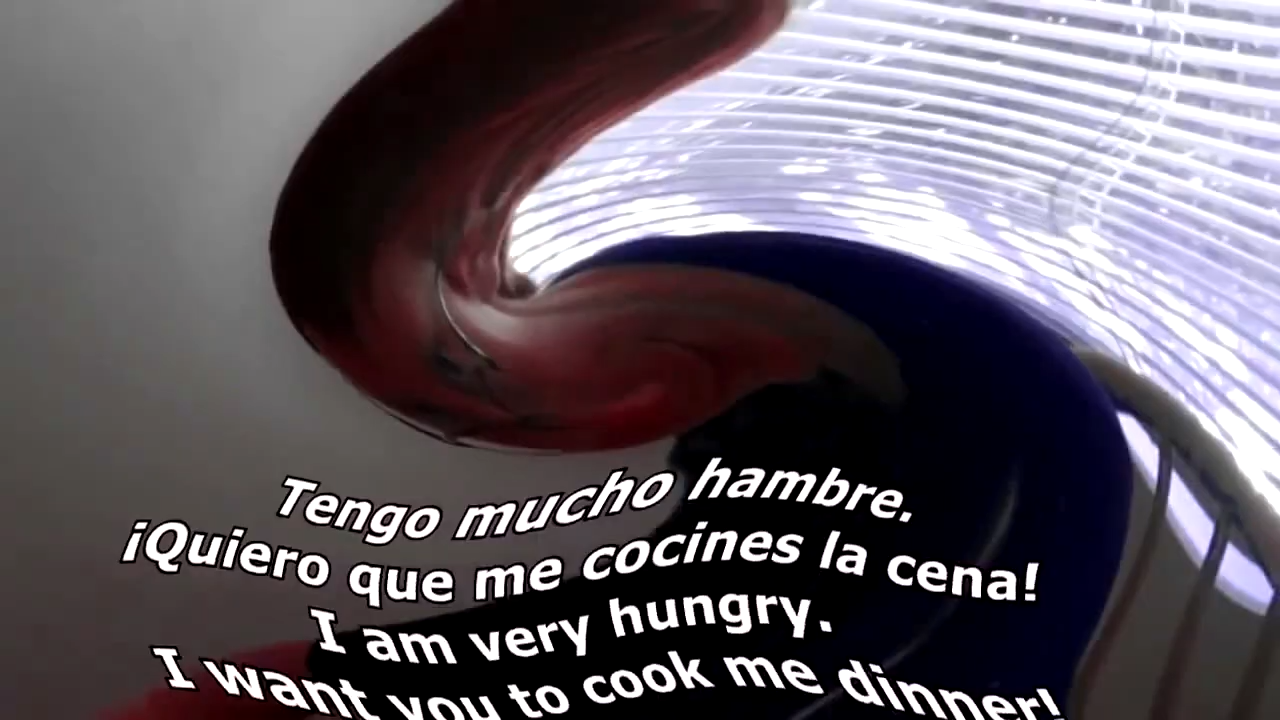 Tengo mucho hambre.
¡Quiero que me cocines la cena!
I am very hungry.
I want you to cook me dinner!